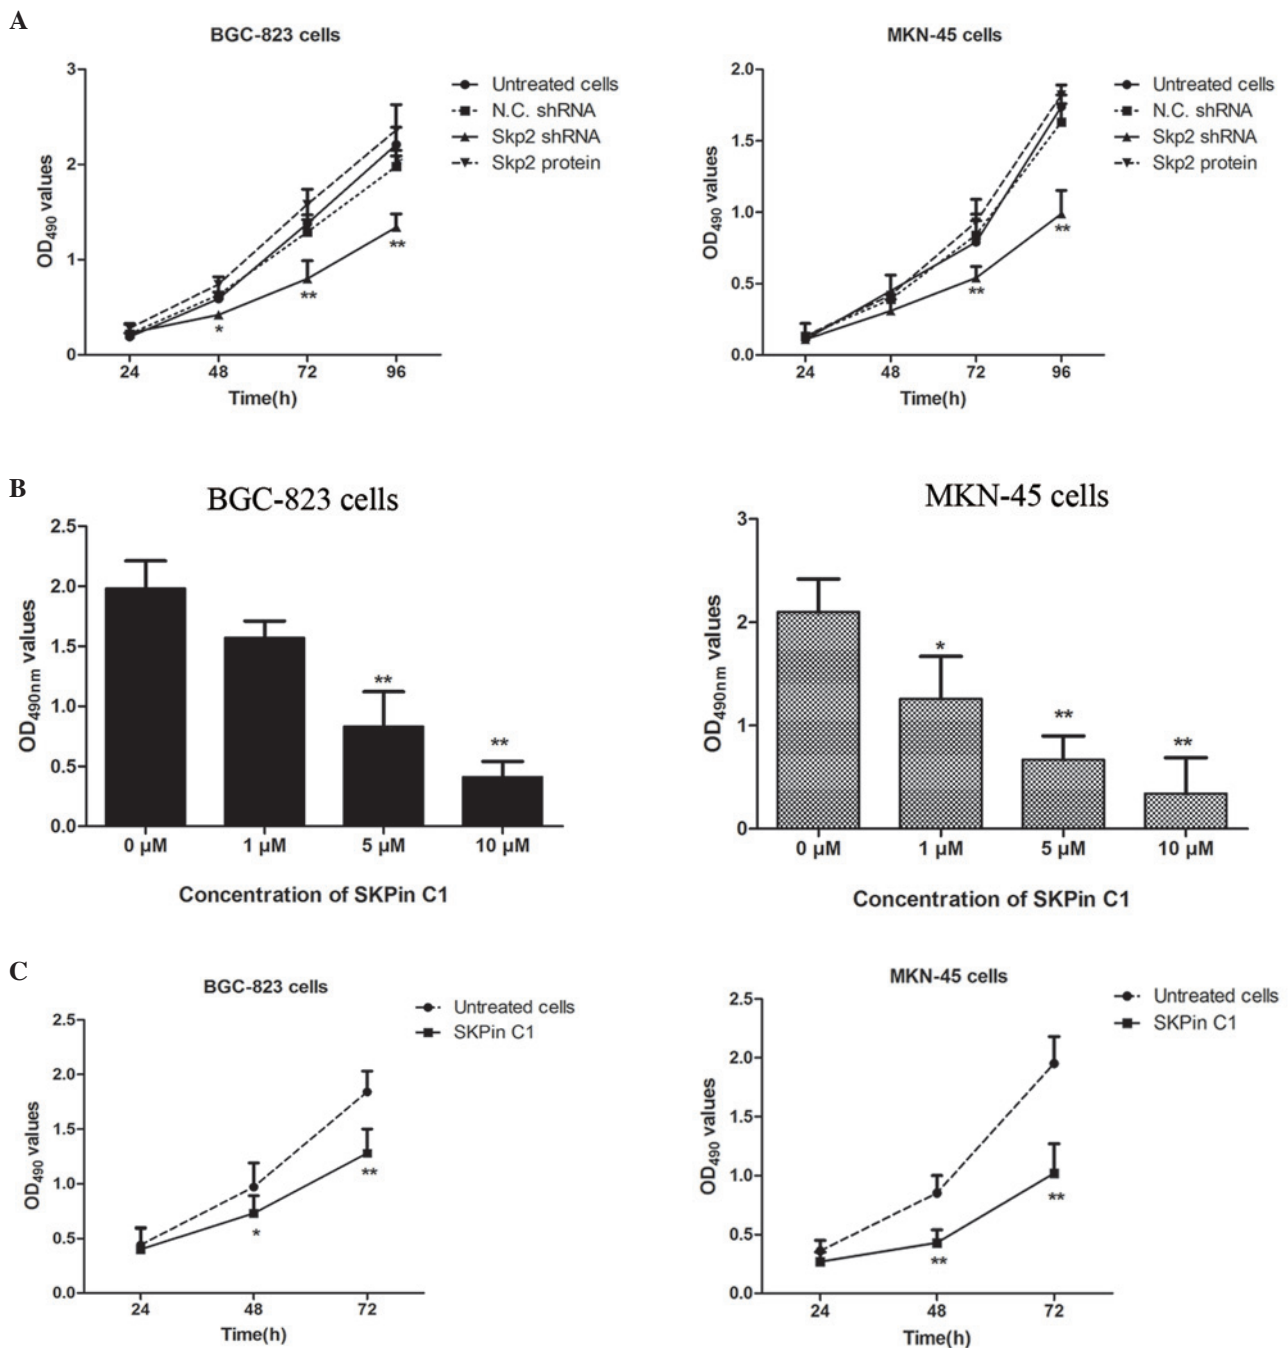 A
BGC-823 cells
3
2
1
0
OD490 values
24 48 72 96
Time(h)
*
**
**
Untreated cells
N.C. shRNA
Skp2 shRNA
Skp2 protein
MKN-45 cells
2.0
1.5
1.0
0.5
0.0
OD490 values
24 48 72 96
Time(h)
**
**
Untreated cells
N.C. shRNA
Skp2 shRNA
Skp2 protein
B
BGC-823 cells
2.5
2.0
1.5
1.0
0.5
0.0
OD490nm values
**
**
0 µM 1 µM 5 µM 10 µM
Concentration of SKPin C1
MKN-45 cells
3
2
1
0
OD490nm values
*
**
**
0 µM 1 µM 5 µM 10 µM
Concentration of SKPin C1
C
BGC-823 cells
2.5
2.0
1.5
1.0
0.5
0.0
OD490 values
*
**
24 48 72
Time(h)
Untreated cells
SKPin C1
MKN-45 cells
2.5
2.0
1.5
1.0
0.5
0.0
OD490 values
**
**
24 48 72
Time(h)
Untreated cells
SKPin C1